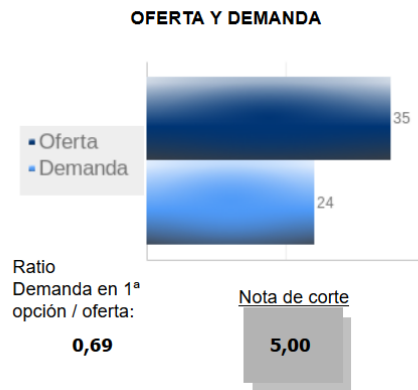 OFERTA Y DEMANDA
35
Oferta
Demanda
24
Ratio
Demanda en 1ª
opción / oferta:
0,69
Nota de corte
5,00